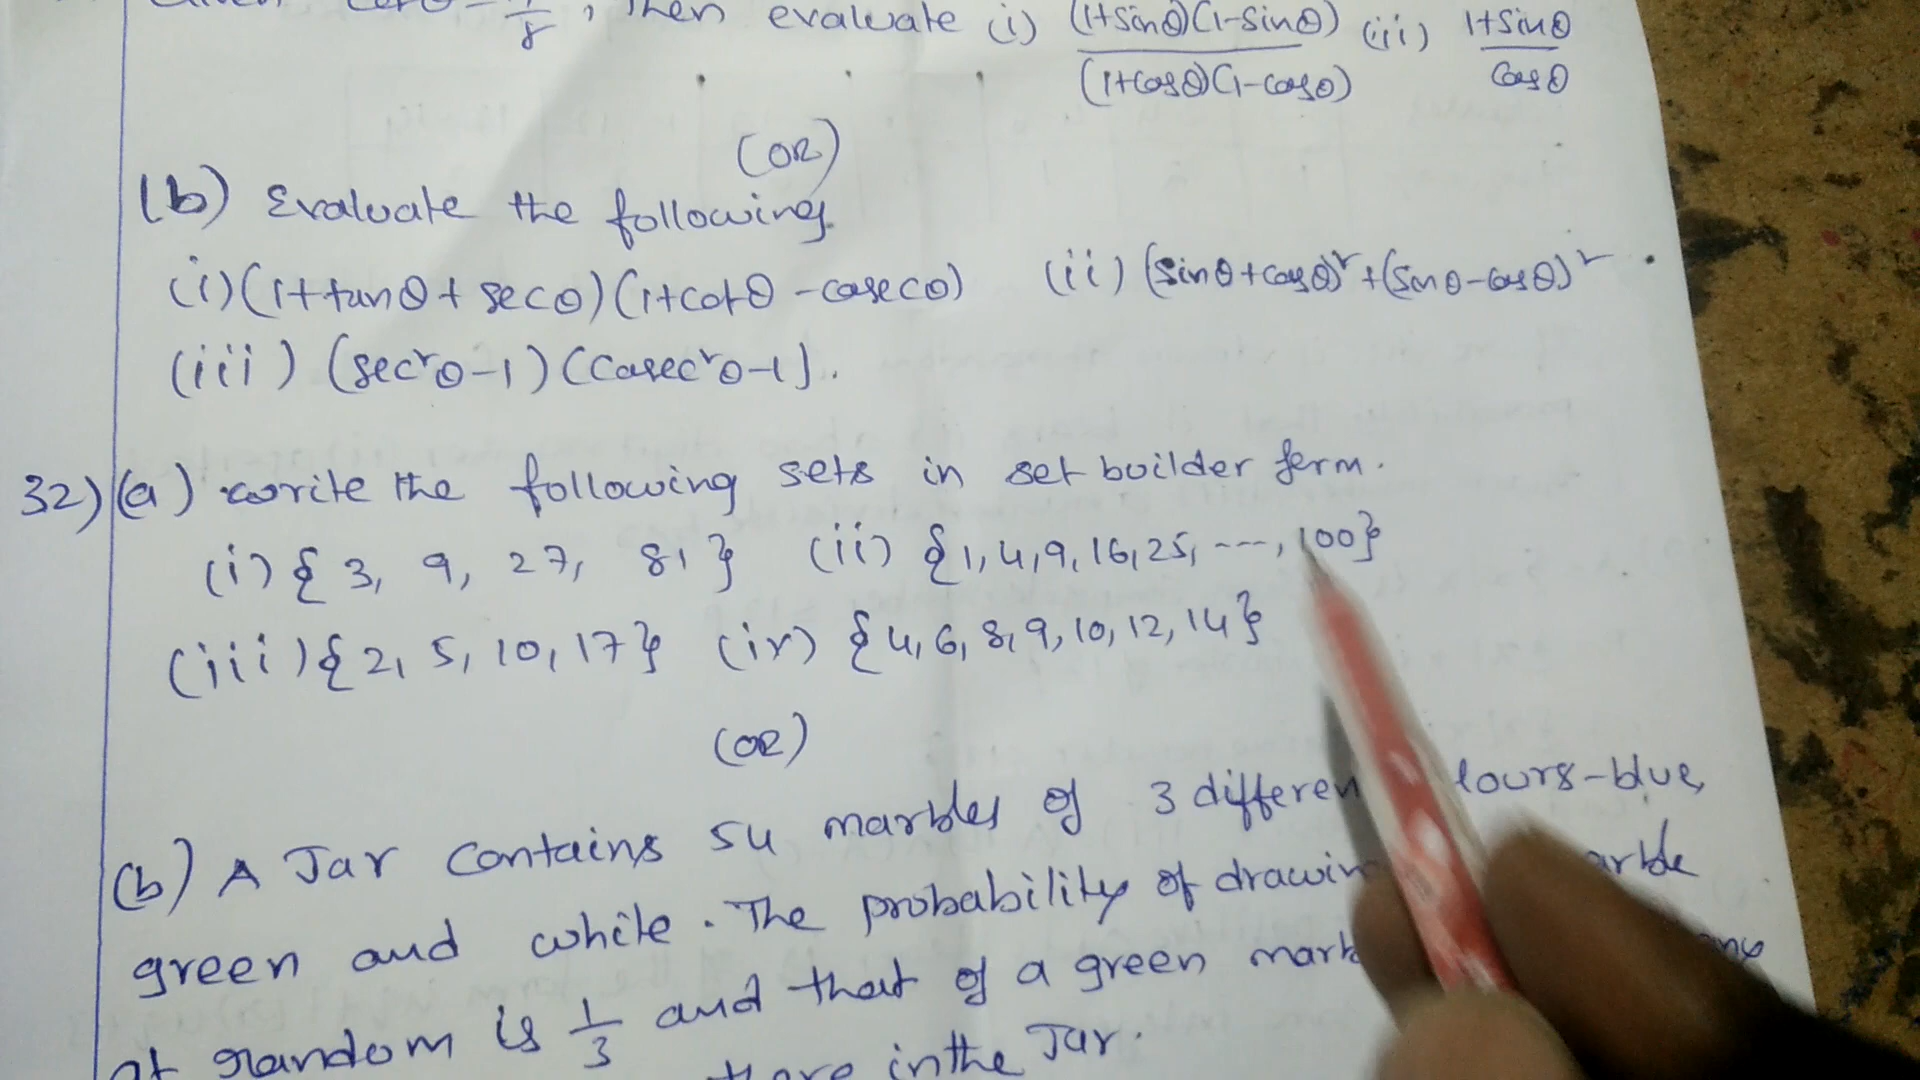 , Then evaluate (i) (1+sinθ)(1-sinθ) / (1+cosθ)(1-cosθ) (ii) 1+sinθ / cosθ
(OR)
(b) Evaluate the following
(i) (1+tanθ+secθ)(1+cotθ-cosecθ) (ii) (sinθ+cosθ)²+(sinθ-cosθ)²
(iii) (sec²θ-1)(cosec²θ-1).
32) (a) write the following sets in set builder form.
(i) { 3, 9, 27, 81 } (ii) {1,4,9,16,25, ----, 100}
(iii) {2, 5, 10, 17} (iv) {4, 6, 8, 9, 10, 12, 14}
(OR)
(b) A Jar contains 54 marbles of 3 differen lours-blue,
green and white. The probability of drawin arble
at random is 1/3 and that of a green marb
in the Jar.